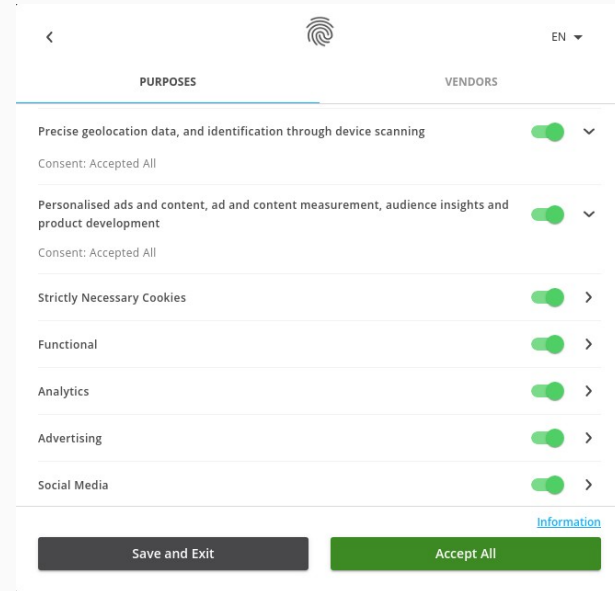 EN
PURPOSES
VENDORS
Precise geolocation data, and identification through device scanning
Consent: Accepted All
Personalised ads and content, ad and content measurement, audience insights and
product development
Consent: Accepted All
Strictly Necessary Cookies
Functional
Analytics
Advertising
Social Media
Information
Save and Exit
Accept All